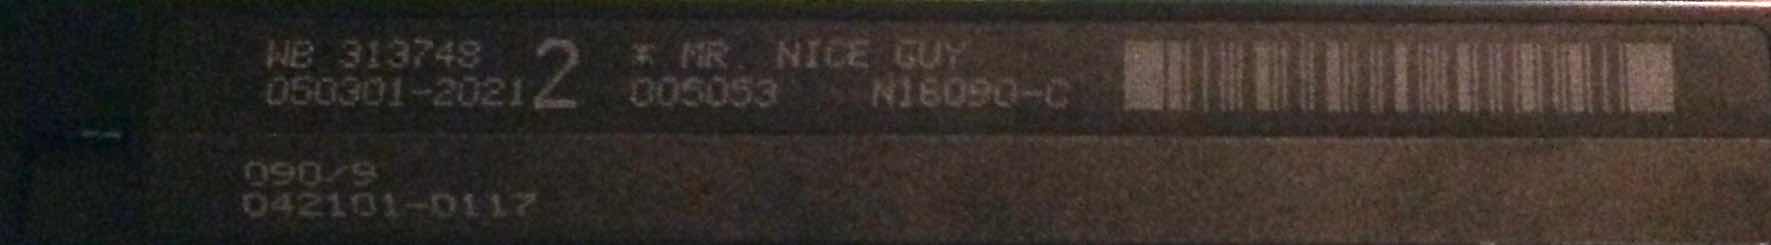 WB 313748 2 * MR. NICE GUY
050301-2021 005053 N16090-C
090/9
042101-0117